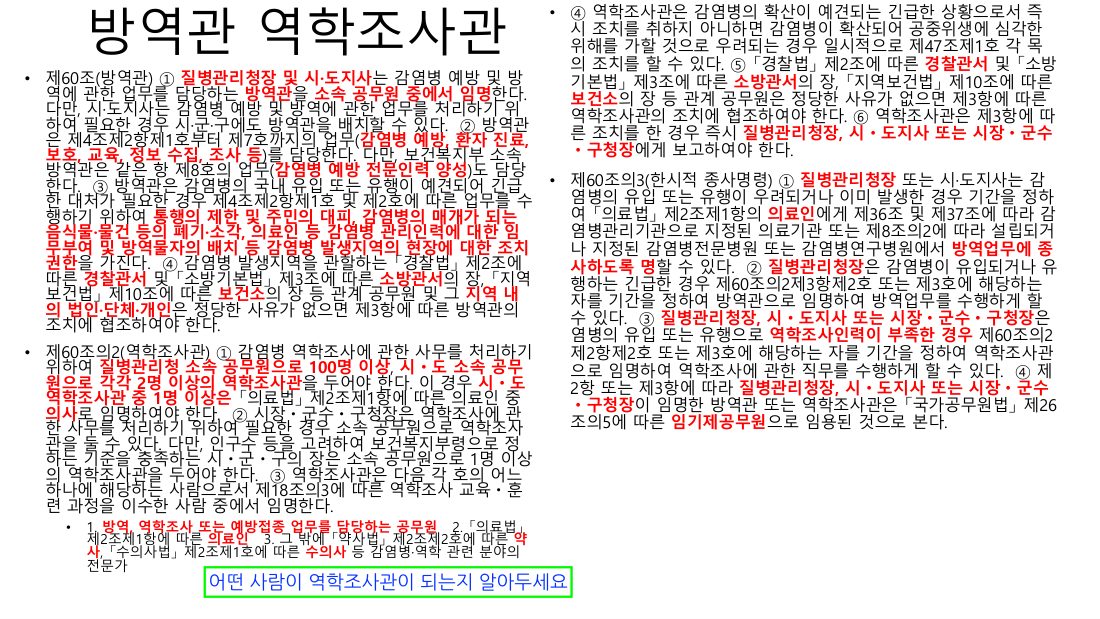 방역관 역학조사관
• 제60조(방역관) ① 질병관리청장 및 시·도지사는 감염병 예방 및 방
역에 관한 업무를 담당하는 방역관을 소속 공무원 중에서 임명한다.
다만, 시·도지사는 감염병 예방 및 방역에 관한 업무를 처리하기 위
하여 필요한 경우 시·군·구에도 방역관을 배치할 수 있다. ② 방역관
은 제4조제2항제1호부터 제7호까지의 업무(감염병 예방, 환자 진료,
보호, 교육, 정보 수집, 조사 등)를 담당한다. 다만, 보건복지부 소속
방역관은 같은 항 제8호의 업무(감염병 예방 전문인력 양성)도 담당
한다. ③ 방역관은 감염병의 국내 유입 또는 유행이 예견되어 긴급
한 대처가 필요한 경우 제4조제2항제1호 및 제2호에 따른 업무를 수
행하기 위하여 통행의 제한 및 주민의 대피, 감염병의 매개가 되는
음식물·물건 등의 폐기·소각, 의료인 등 감염병 관리인력에 대한 임
무부여 및 방역물자의 배치 등 감염병 발생지역의 현장에 대한 조치
권한을 가진다. ④ 감염병 발생지역을 관할하는 「경찰법」 제2조에
따른 경찰관서 및 「소방기본법」 제3조에 따른 소방관서의 장, 「지역
보건법」 제10조에 따른 보건소의 장 등 관계 공무원 및 그 지역 내
의 법인·단체·개인은 정당한 사유가 없으면 제3항에 따른 방역관의
조치에 협조하여야 한다.
• 제60조의2(역학조사관) ① 감염병 역학조사에 관한 사무를 처리하기
위하여 질병관리청 소속 공무원으로 100명 이상, 시·도 소속 공무
원으로 각각 2명 이상의 역학조사관을 두어야 한다. 이 경우 시·도
역학조사관 중 1명 이상은 「의료법」 제2조제1항에 따른 의료인 중
의사로 임명하여야 한다. ② 시장·군수·구청장은 역학조사에 관
한 사무를 처리하기 위하여 필요한 경우 소속 공무원으로 역학조사
관을 둘 수 있다. 다만, 인구수 등을 고려하여 보건복지부령으로 정
하는 기준을 충족하는 시·군·구의 장은 소속 공무원으로 1명 이상
의 역학조사관을 두어야 한다. ③ 역학조사관은 다음 각 호의 어느
하나에 해당하는 사람으로서 제18조의3에 따른 역학조사 교육·훈
련 과정을 이수한 사람 중에서 임명한다.
• 1. 방역, 역학조사 또는 예방접종 업무를 담당하는 공무원 2.「의료법」
제2조제1항에 따른 의료인 3. 그 밖에 「약사법」 제2조제2호에 따른 약
사, 「수의사법」 제2조제1호에 따른 수의사 등 감염병·역학 관련 분야의
전문가
어떤 사람이 역학조사관이 되는지 알아두세요
• ④ 역학조사관은 감염병의 확산이 예견되는 긴급한 상황으로서 즉
시 조치를 취하지 아니하면 감염병이 확산되어 공중위생에 심각한
위해를 가할 것으로 우려되는 경우 일시적으로 제47조제1호 각 목
의 조치를 할 수 있다. ⑤ 「경찰법」 제2조에 따른 경찰관서 및 「소방
기본법」 제3조에 따른 소방관서의 장, 「지역보건법」 제10조에 따른
보건소의 장 등 관계 공무원은 정당한 사유가 없으면 제3항에 따른
역학조사관의 조치에 협조하여야 한다. ⑥ 역학조사관은 제3항에 따
른 조치를 한 경우 즉시 질병관리청장, 시·도지사 또는 시장·군수
·구청장에게 보고하여야 한다.
• 제60조의3(한시적 종사명령) ① 질병관리청장 또는 시·도지사는 감
염병의 유입 또는 유행이 우려되거나 이미 발생한 경우 기간을 정하
여 「의료법」 제2조제1항의 의료인에게 제36조 및 제37조에 따라 감
염병관리기관으로 지정된 의료기관 또는 제8조의2에 따라 설립되거
나 지정된 감염병전문병원 또는 감염병연구병원에서 방역업무에 종
사하도록 명할 수 있다. ② 질병관리청장은 감염병이 유입되거나 유
행하는 긴급한 경우 제60조의2제3항제2호 또는 제3호에 해당하는
자를 기간을 정하여 방역관으로 임명하여 방역업무를 수행하게 할
수 있다. ③ 질병관리청장, 시·도지사 또는 시장·군수·구청장은
염병의 유입 또는 유행으로 역학조사인력이 부족한 경우 제60조의2
제2항제2호 또는 제3호에 해당하는 자를 기간을 정하여 역학조사관
으로 임명하여 역학조사에 관한 직무를 수행하게 할 수 있다. ④ 제
2항 또는 제3항에 따라 질병관리청장, 시·도지사 또는 시장·군수
·구청장이 임명한 방역관 또는 역학조사관은 「국가공무원법」 제26
조의5에 따른 임기제공무원으로 임용된 것으로 본다.